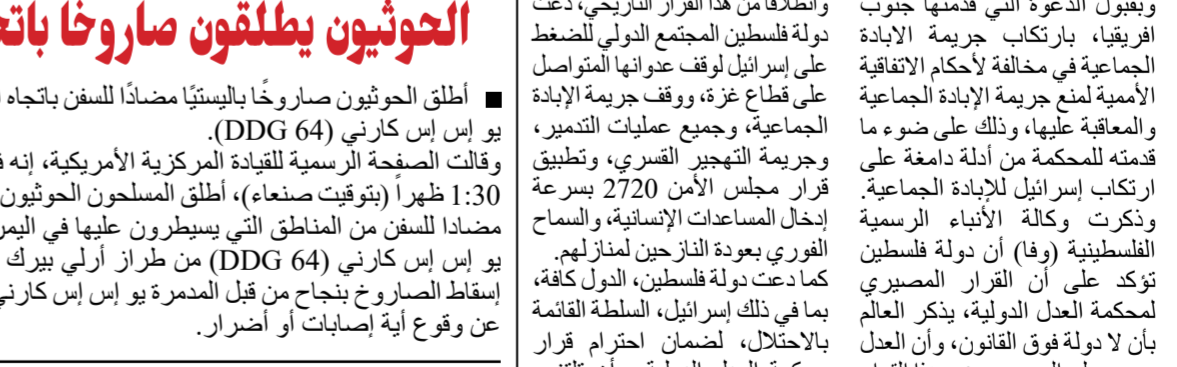 وبقبول الدعوة التي قدمتها جنوب
افريقيا، بارتكاب جريمة الابادة
الجماعية في مخالفة لأحكام الاتفاقية
الأممية لمنع جريمة الإبادة الجماعية
والمعاقبة عليها، وذلك على ضوء ما
قدمته للمحكمة من أدلة دامغة على
ارتكاب إسرائيل للإبادة الجماعية.
وذكرت وكالة الأنباء الرسمية
الفلسطينية (وفا) أن دولة فلسطين
تؤكد على أن القرار المصيري
لمحكمة العدل الدولية، يذكر العالم
بأن لا دولة فوق القانون، وأن العدل
وانطلاقا من هذا القرار التاريخي، دعت
دولة فلسطين المجتمع الدولي للضغط
على إسرائيل لوقف عدوانها المتواصل
على قطاع غزة، ووقف جريمة الإبادة
الجماعية، وجميع عمليات التدمير،
وجريمة التهجير القسري، وتطبيق
قرار مجلس الأمن 2720 بسرعة
إدخال المساعدات الإنسانية، والسماح
الفوري بعودة النازحين لمنازلهم.
كما دعت دولة فلسطين، الدول كافة،
بما في ذلك إسرائيل، السلطة القائمة
بالاحتلال، لضمان احترام قرار
الحوثيون يطلقون صاروخا
■ أطلق الحوثيون صاروخًا باليستيًا مضادًا للسفن باتجاه
يو إس إس كارني (DDG 64).
وقالت الصفحة الرسمية للقيادة المركزية الأمريكية، إنه
1:30 ظهراً (بتوقيت صنعاء)، أطلق المسلحون الحوثيون
مضادا للسفن من المناطق التي يسيطرون عليها في
يو إس إس كارني (DDG 64) من طراز أرلي بيرك
إسقاط الصاروخ بنجاح من قبل المدمرة يو إس إس كارني
عن وقوع أية إصابات أو أضرار.